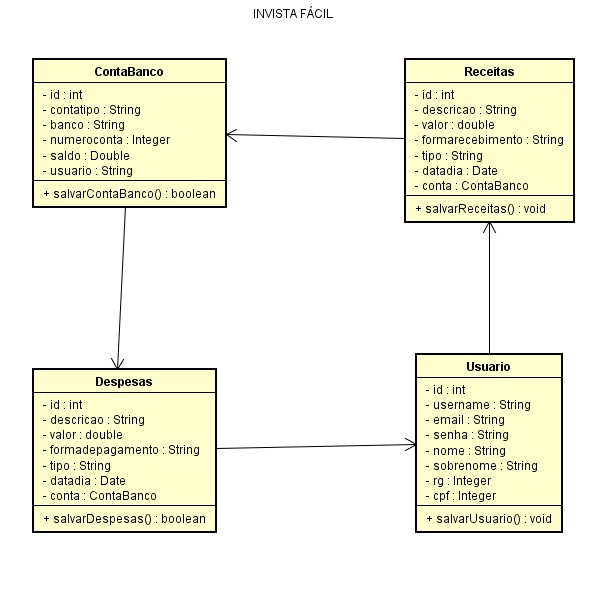 INVISTA FÁCIL
ContaBanco
- id : int
- contatipo : String
- banco : String
- numeroconta : Integer
- saldo : Double
- usuario : String
+ salvarContaBanco() : boolean
Receitas
- id : int
- descricao : String
- valor : double
- formarecebimento : String
- tipo : String
- datadia : Date
- conta : ContaBanco
+ salvarReceitas() : void
Despesas
- id : int
- descricao : String
- valor : double
- formadepagamento : String
- tipo : String
- datadia : Date
- conta : ContaBanco
+ salvarDespesas() : boolean
Usuario
- id : int
- username : String
- email : String
- senha : String
- nome : String
- sobrenome : String
- rg : Integer
- cpf : Integer
+ salvarUsuario() : void